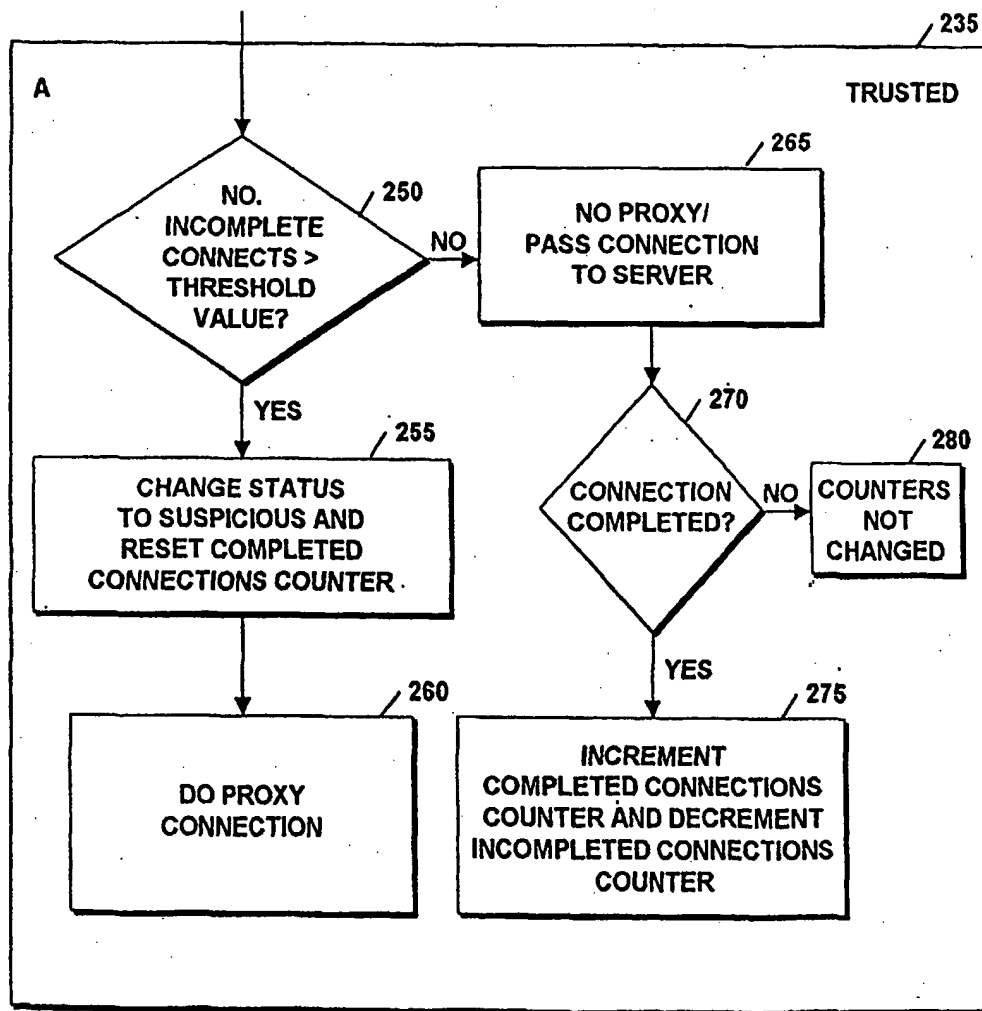 235
A
TRUSTED
265
250
NO.
INCOMPLETE
CONNECTS >
THRESHOLD
VALUE?
NO
NO PROXY/
PASS CONNECTION
TO SERVER
YES
270
255
280
CHANGE STATUS
TO SUSPICIOUS AND
RESET COMPLETED
CONNECTIONS COUNTER
CONNECTION
COMPLETED?
NO
COUNTERS
NOT
CHANGED
YES
260
275
DO PROXY
CONNECTION
INCREMENT
COMPLETED CONNECTIONS
COUNTER AND DECREMENT
INCOMPLETED CONNECTIONS
COUNTER